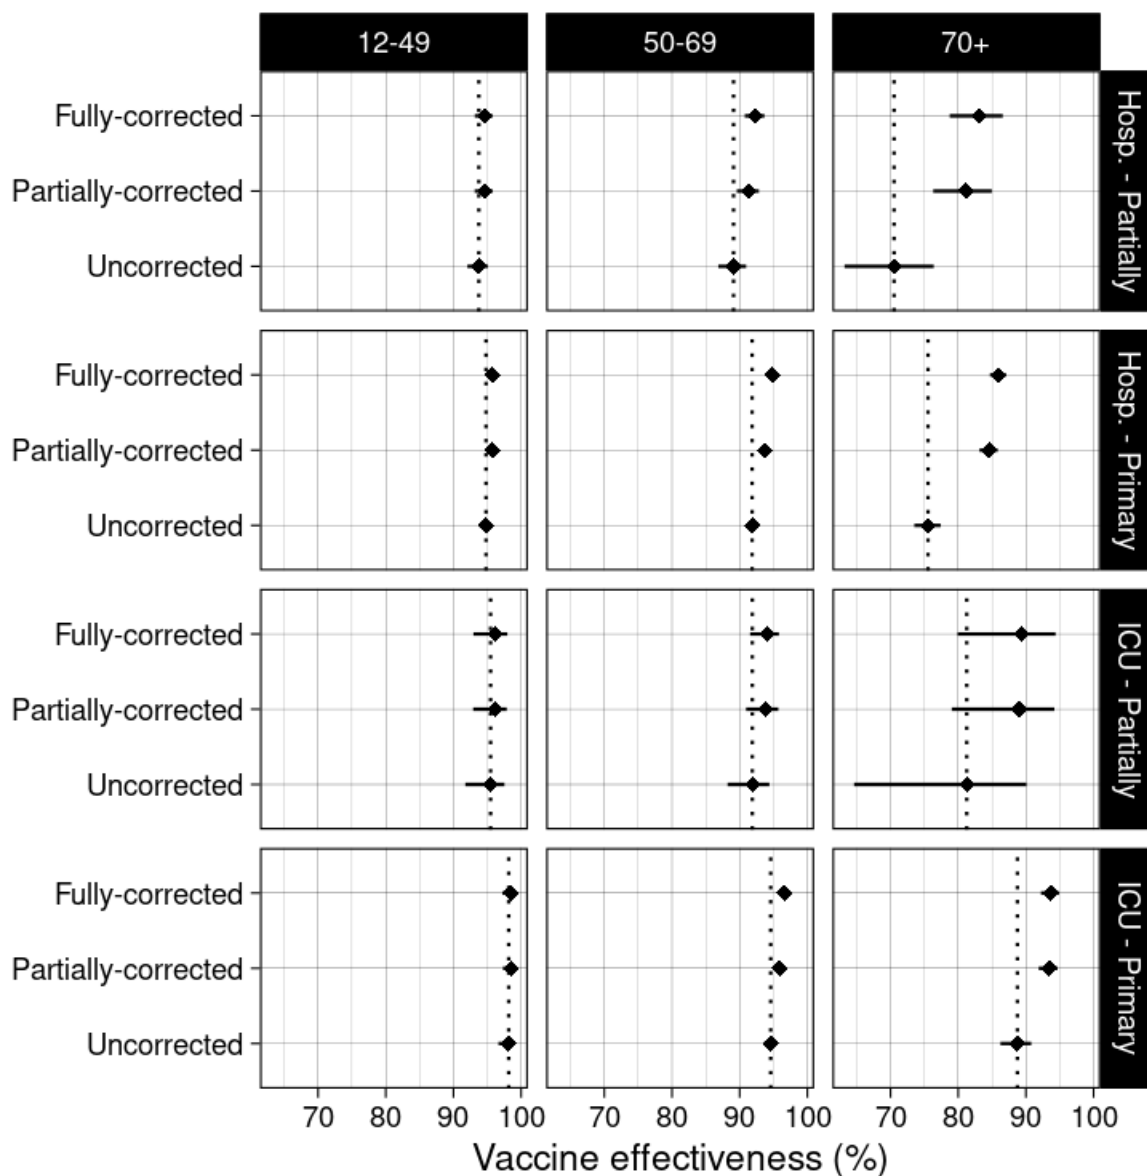 12-49 50-69 70+
Fully-corrected
Partially-corrected
Uncorrected
Hosp. - Partially
Fully-corrected
Partially-corrected
Uncorrected
Hosp. - Primary
Fully-corrected
Partially-corrected
Uncorrected
ICU - Partially
Fully-corrected
Partially-corrected
Uncorrected
ICU - Primary
70 80 90 100 70 80 90 100 70 80 90 100
Vaccine effectiveness (%)